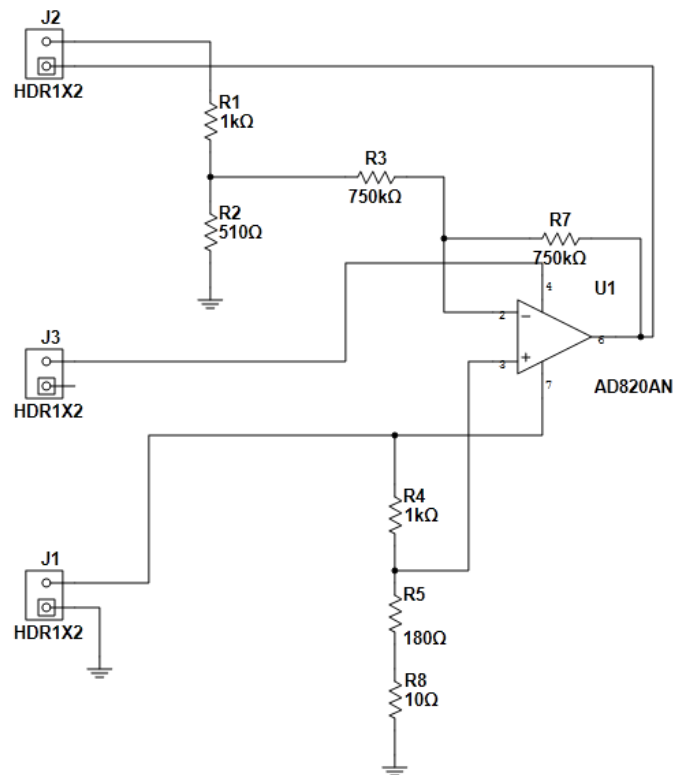 J2
HDR1X2
R1
1kΩ
R3
750kΩ
R2
510Ω
R7
750kΩ
4
U1
J3
HDR1X2
2
3
6
7
AD820AN
R4
1kΩ
J1
HDR1X2
R5
180Ω
R8
10Ω